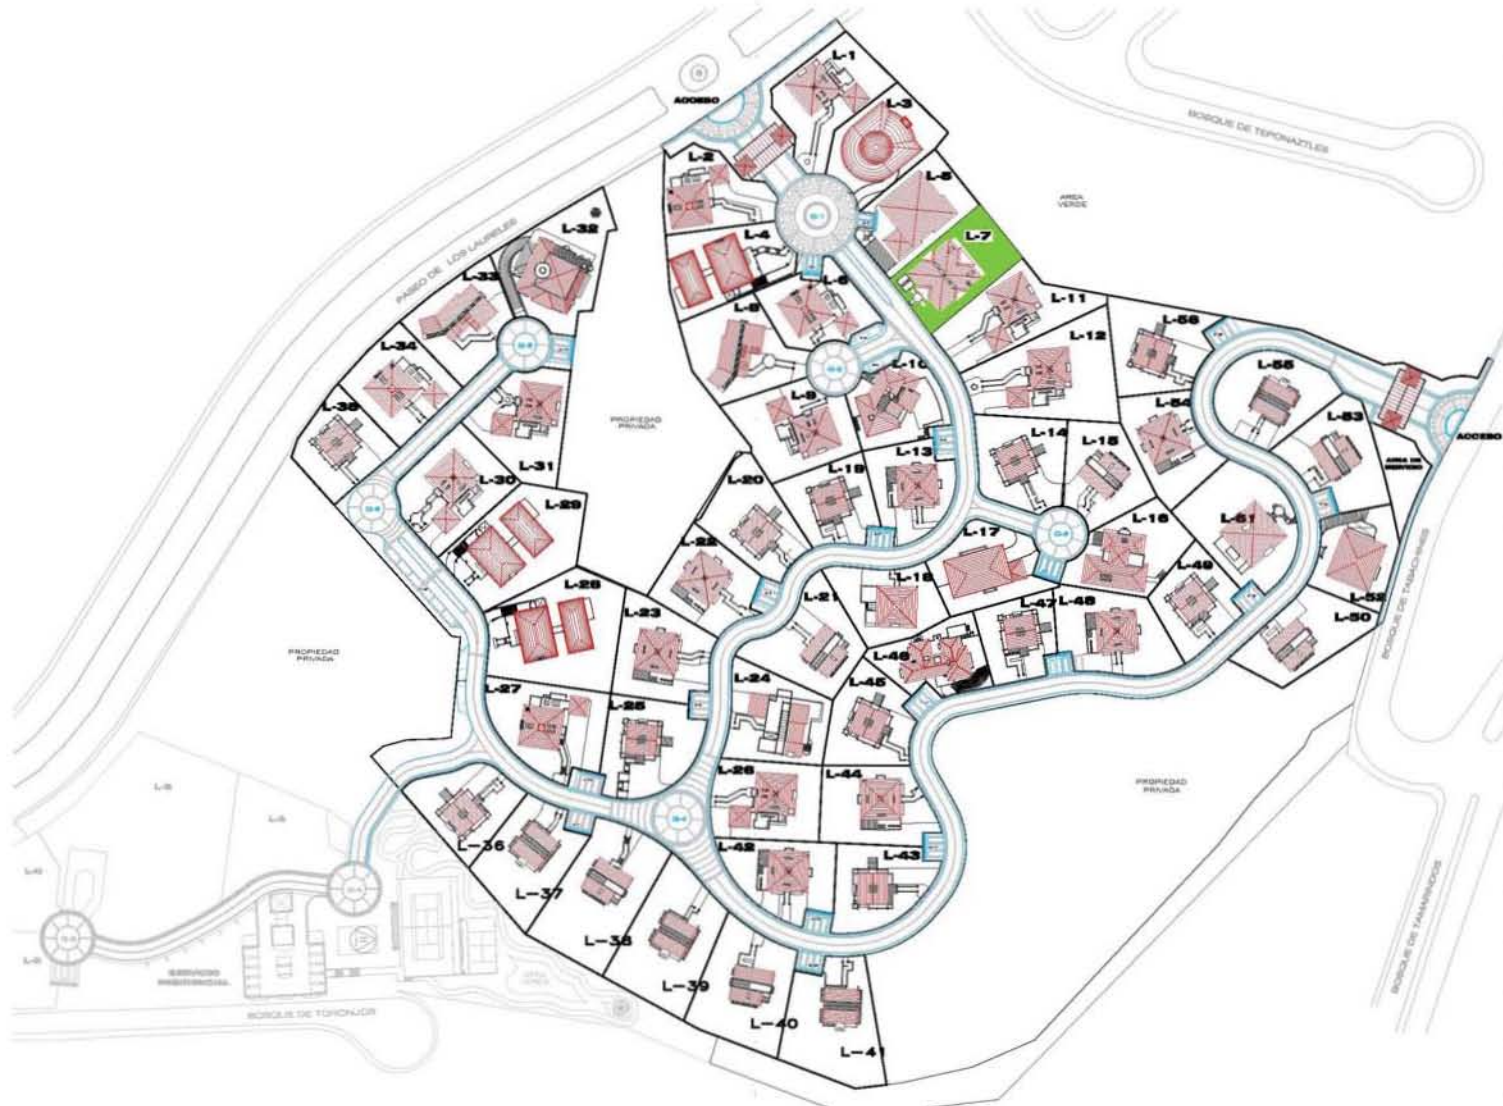 L-1
ACCESO
L-3
BOSQUE DE TEPONAZTLES
L-2
L-5
AREA
VERDE
PASEO DE LOS LAURELES
L-32
L-4
L-7
L-33
L-6
L-11
L-8
L-56
L-34
L-12
L-55
L-10
L-9
L-54
L-53
L-35
PROPIEDAD
PRIVADA
L-14
L-15
ACCESO
L-31
L-13
L-19
L-30
L-20
L-29
L-17
L-16
L-51
L-22
L-49
L-28
L-18
L-52
L-23
L-21
L-47
L-48
L-50
BOSQUE DE TABACHINES
PROPIEDAD
PRIVADA
L-46
L-27
L-24
L-45
L-25
L-26
L-44
PROPIEDAD
PRIVADA
L-36
L-42
L-43
L-37
L-38
L-39
L-40
L-41
BOSQUE DE TORONJOS
BOSQUE DE TAMARINDOS